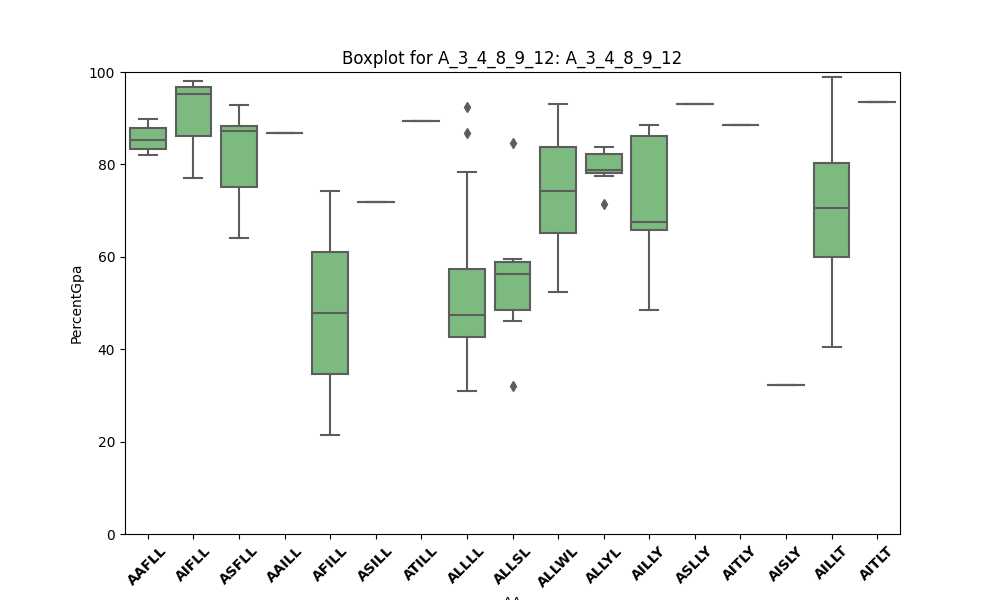 Boxplot for A_3_4_8_9_12: A_3_4_8_9_12
PercentGpa
100
80
60
40
20
0
AAFLL
AIFLL
ASFLL
AAILL
AFILL
ASILL
ATILL
ALLLL
ALLSL
ALLWL
ALLYL
AILLY
ASLLY
AITLY
AISLY
AILLT
AITLT